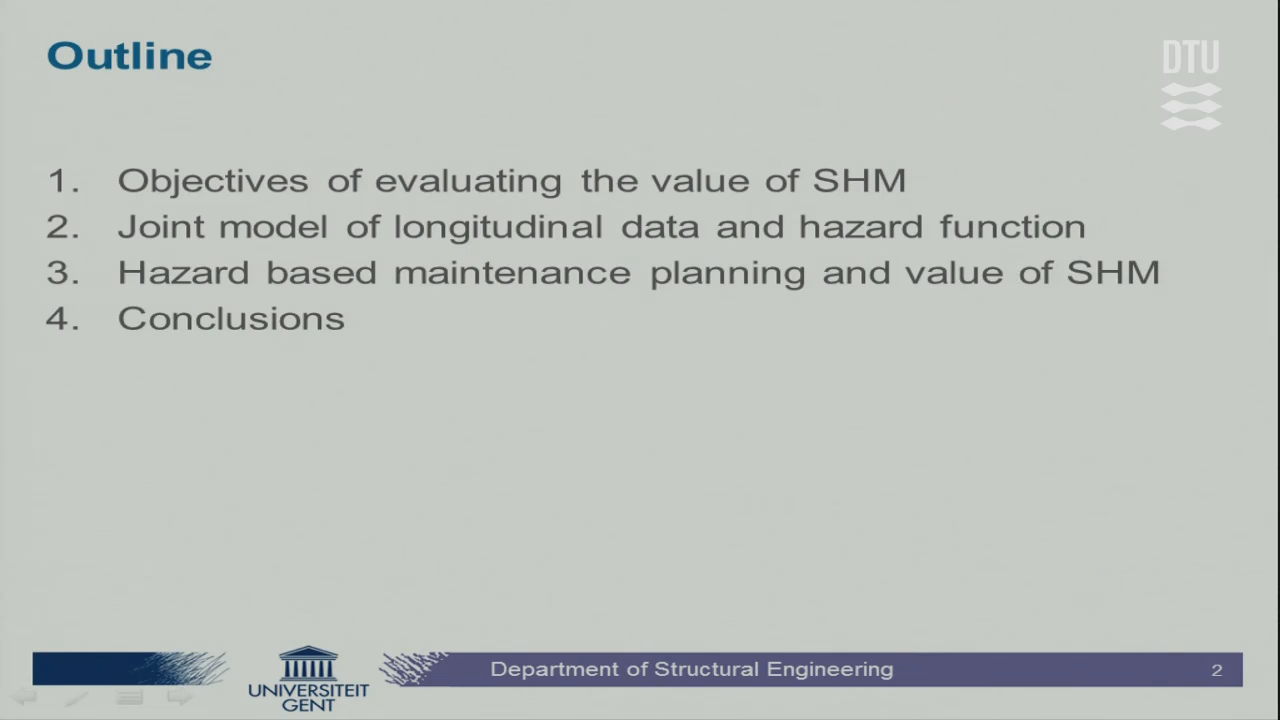 Outline
DTU
1. Objectives of evaluating the value of SHM
2. Joint model of longitudinal data and hazard function
3. Hazard based maintenance planning and value of SHM
4. Conclusions
UNIVERSITEIT
GENT
Department of Structural Engineering
2